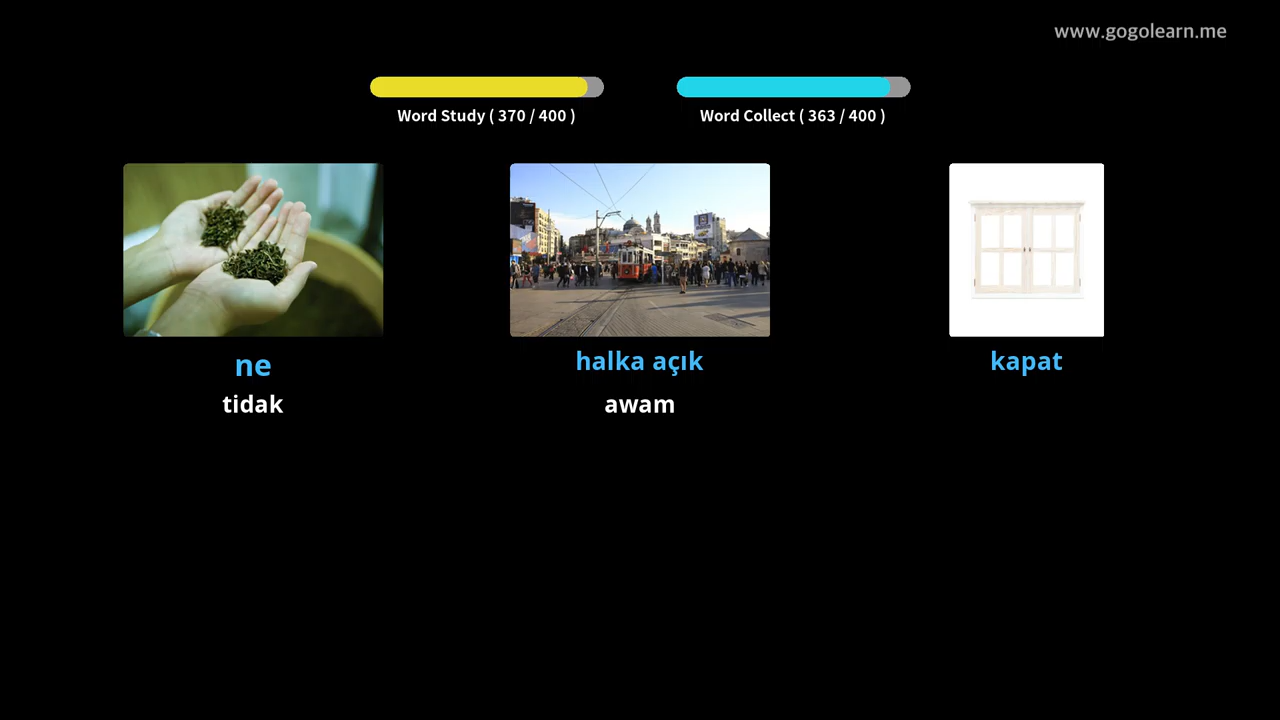 www.gogolearn.me
Word Study ( 370 / 400 )
Word Collect ( 363 / 400 )
ne
tidak
halka açık
awam
kapat